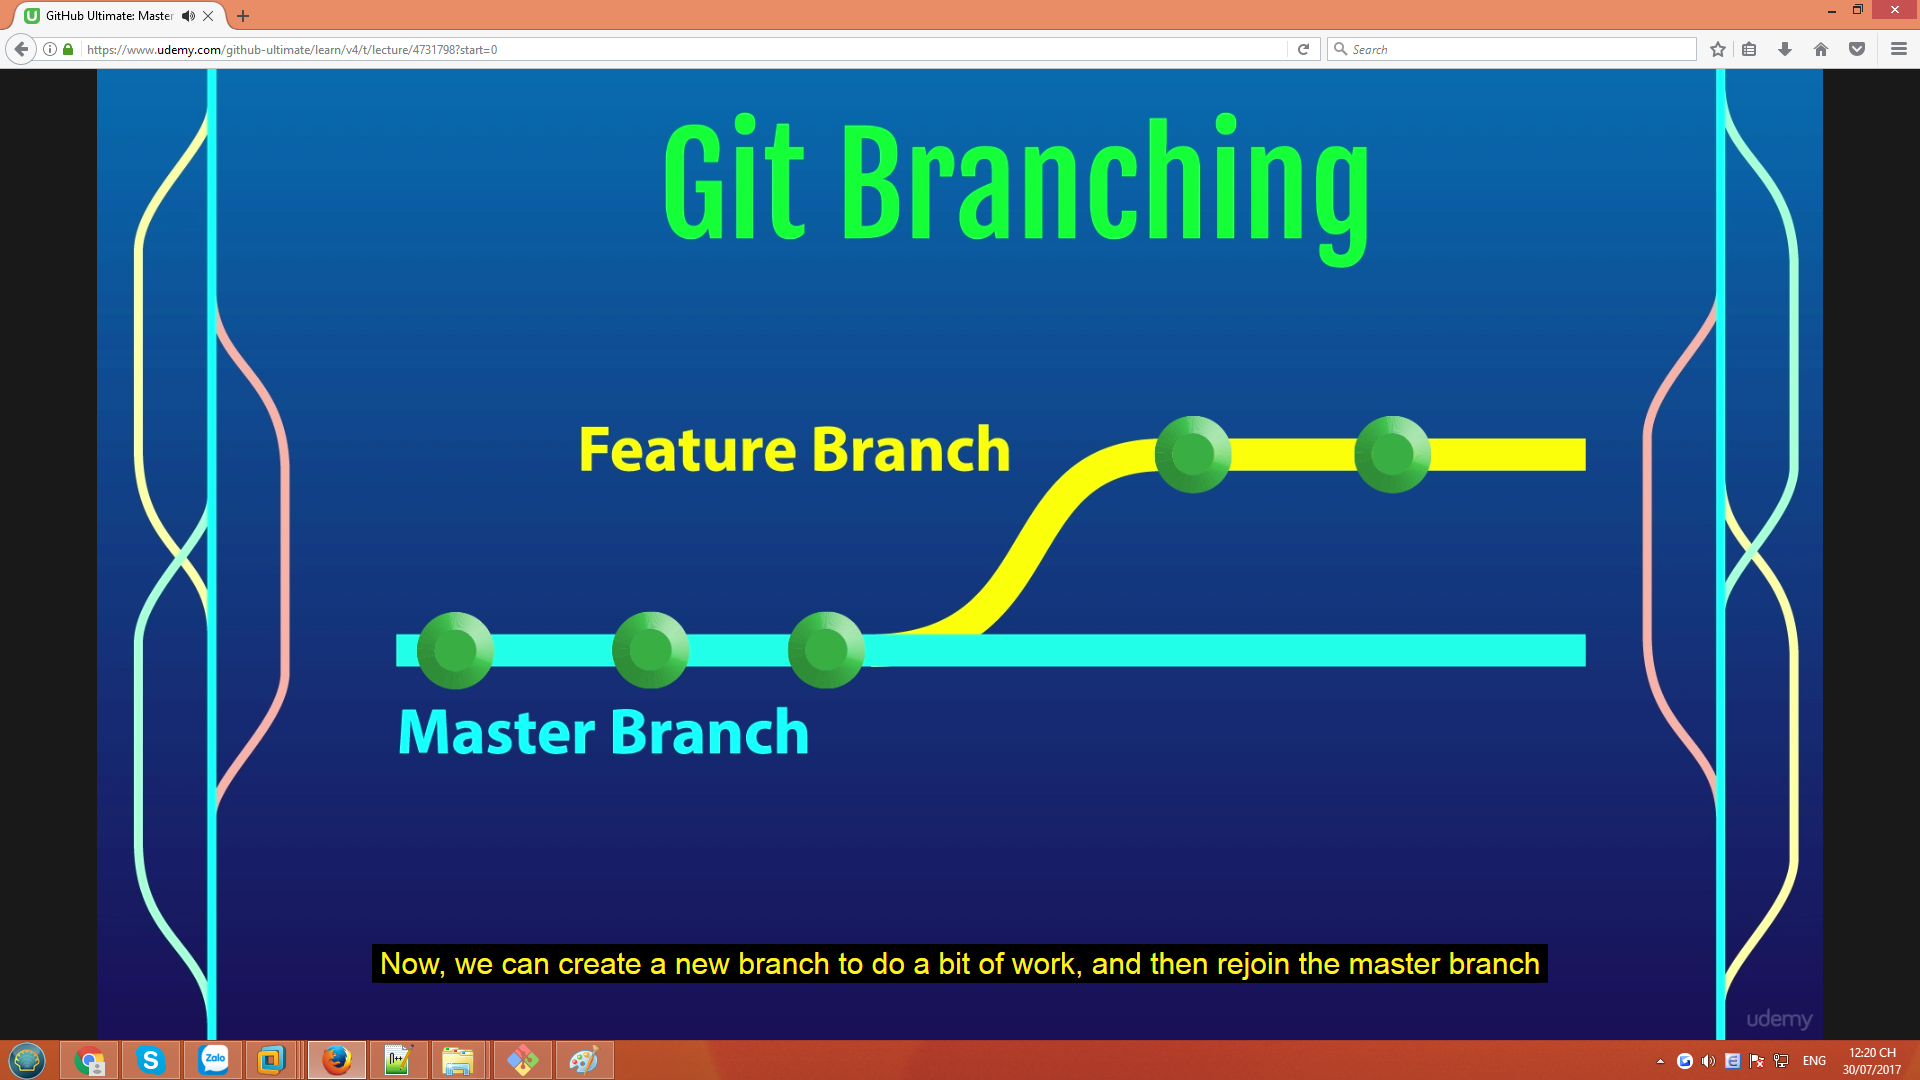 GitHub Ultimate: Master
https://www.udemy.com/github-ultimate/learn/v4/t/lecture/4731798?start=0
Search
Git Branching
Feature Branch
Master Branch
Now, we can create a new branch to do a bit of work, and then rejoin the master branch
udemy
Zalo
ENG
12:20 CH
30/07/2017